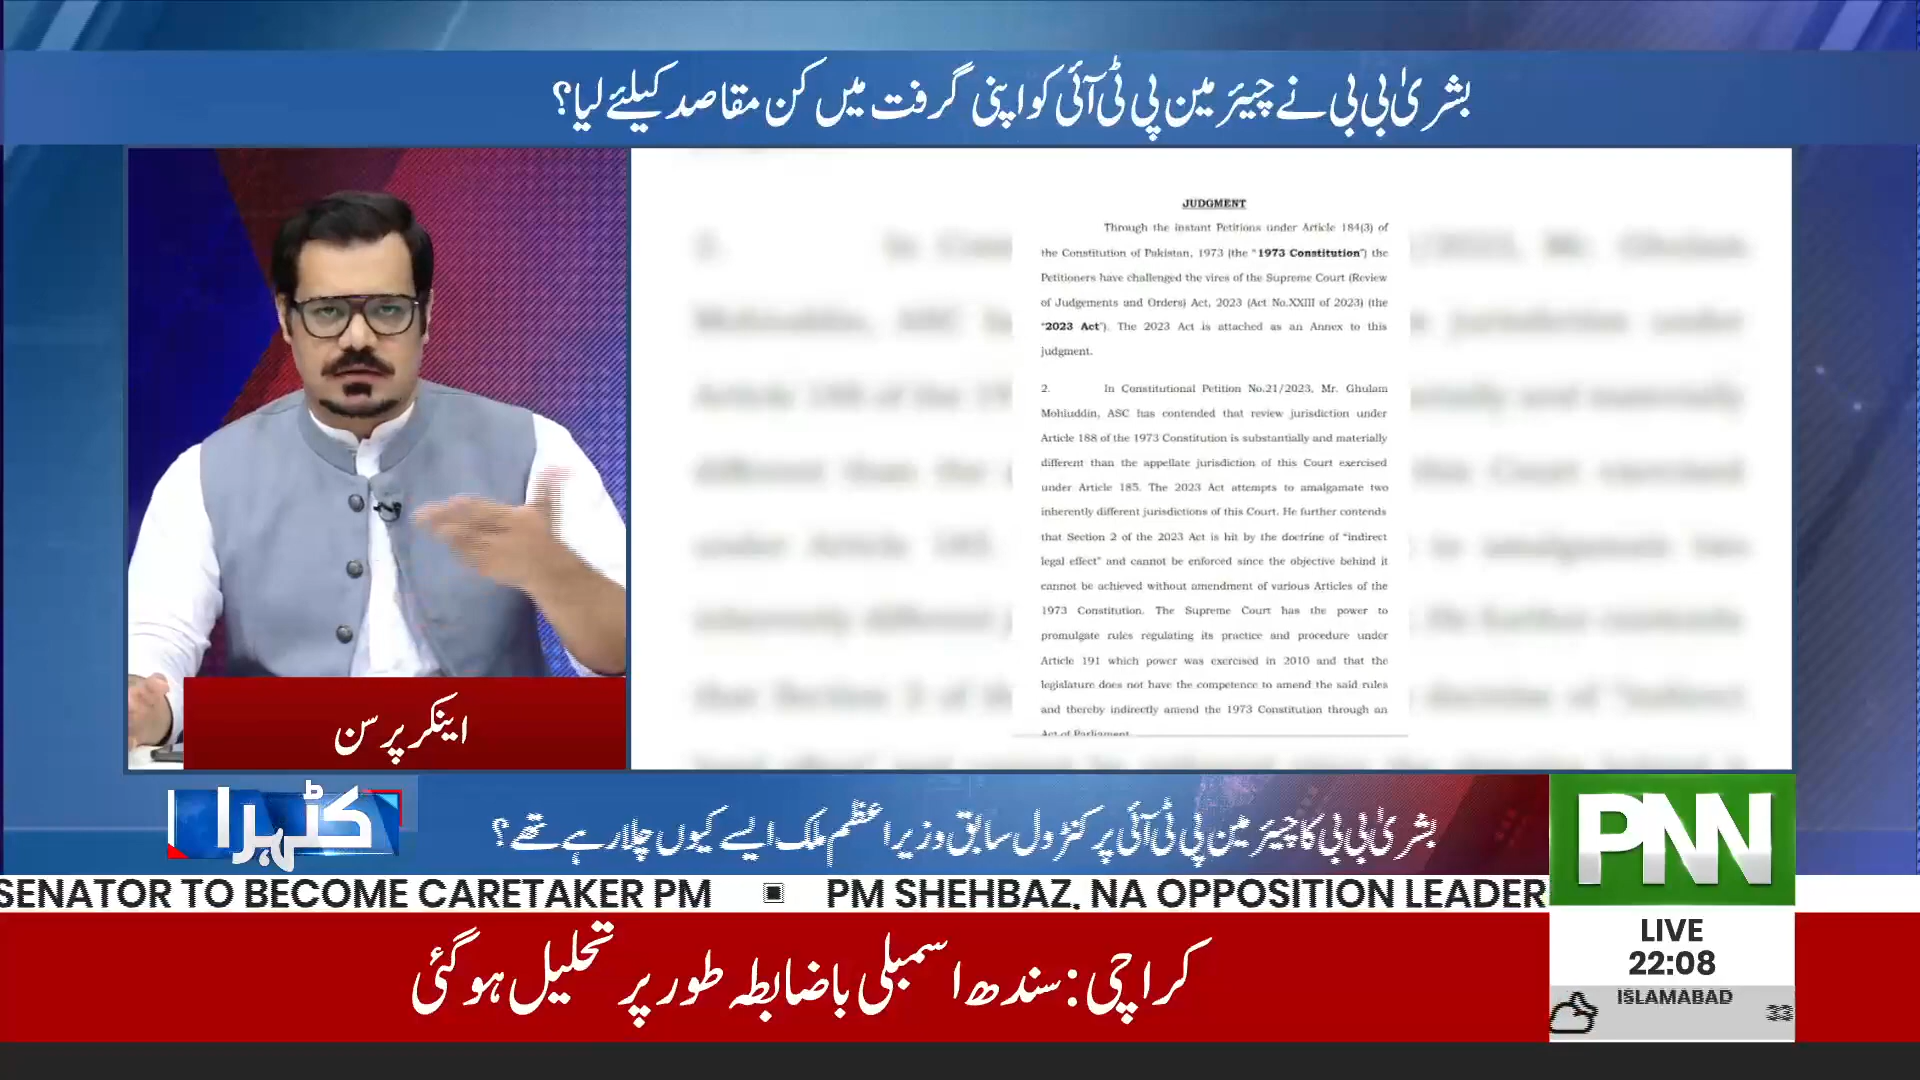 بشریٰ بی بی نے چیئرمین پی ٹی آئی کو اپنی گرفت میں کن مقاصد کیلئے لیا؟
JUDGMENT
Through the instant Petitions under Article 184(3) of
the Constitution of Pakistan, 1973 (the "1973 Constitution") the
Petitioners have challenged the vires of the Supreme Court (Review
of Judgements and Orders) Act, 2023 (Act No.XXIII of 2023) (the
"2023 Act"). The 2023 Act is attached as an Annex to this
judgment.
2. In Constitutional Petition No.21/2023, Mr. Ghulam
Mohiuddin, ASC has contended that review jurisdiction under
Article 188 of the 1973 Constitution is substantially and materially
different than the appellate jurisdiction of this Court exercised
under Article 185. The 2023 Act attempts to amalgamate two
inherently different jurisdictions of this Court. He further contends
that Section 2 of the 2023 Act is hit by the doctrine of "indirect
legal effect" and cannot be enforced since the objective behind it
cannot be achieved without amendment of various Articles of the
1973 Constitution. The Supreme Court has the power to
promulgate rules regulating its practice and procedure under
Article 191 which power was exercised in 2010 and that the
legislature does not have the competence to amend the said rules
and thereby indirectly amend the 1973 Constitution through an
Act of Parliament
اینکر پرسن
کٹہرا
بشریٰ بی بی کا چیئرمین پی ٹی آئی پر کنٹرول سابق وزیراعظم ملک ایسے کیوں چلا رہے تھے؟
PNN
SENATOR TO BECOME CARETAKER PM ▣ PM SHEHBAZ, NA OPPOSITION LEADER
LIVE
22:08
کراچی: سندھ اسمبلی باضابطہ طور پر تحلیل ہوگئی
ISLAMABAD
33